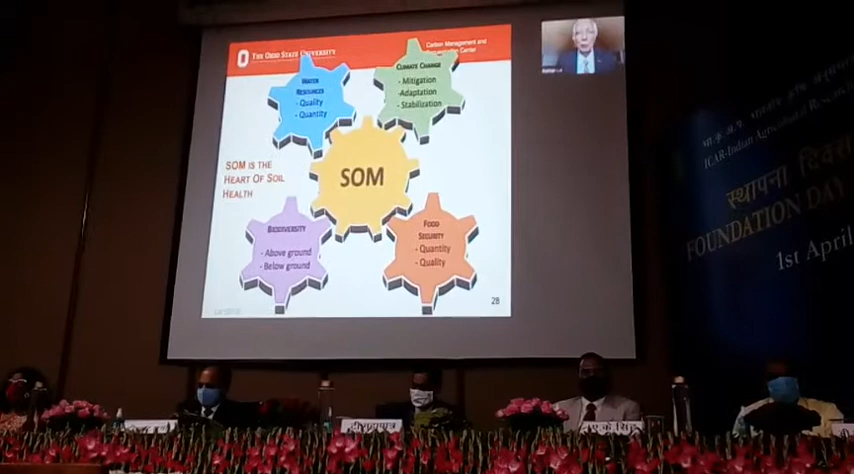 THE OHIO STATE UNIVERSITY
Carbon Management and
Sequestration Center
WATER
RESOURCES
- Quality
- Quantity
CLIMATE CHANGE
- Mitigation
- Adaptation
- Stabilization
SOM IS THE
HEART OF SOIL
HEALTH
SOM
BIODIVERSITY
- Above ground
- Below ground
FOOD
SECURITY
- Quantity
- Quality
28
भा.कृ.अ.प.
ICAR-Indian Agricultural Research
स्थापना दिवस
FOUNDATION DAY
1st April